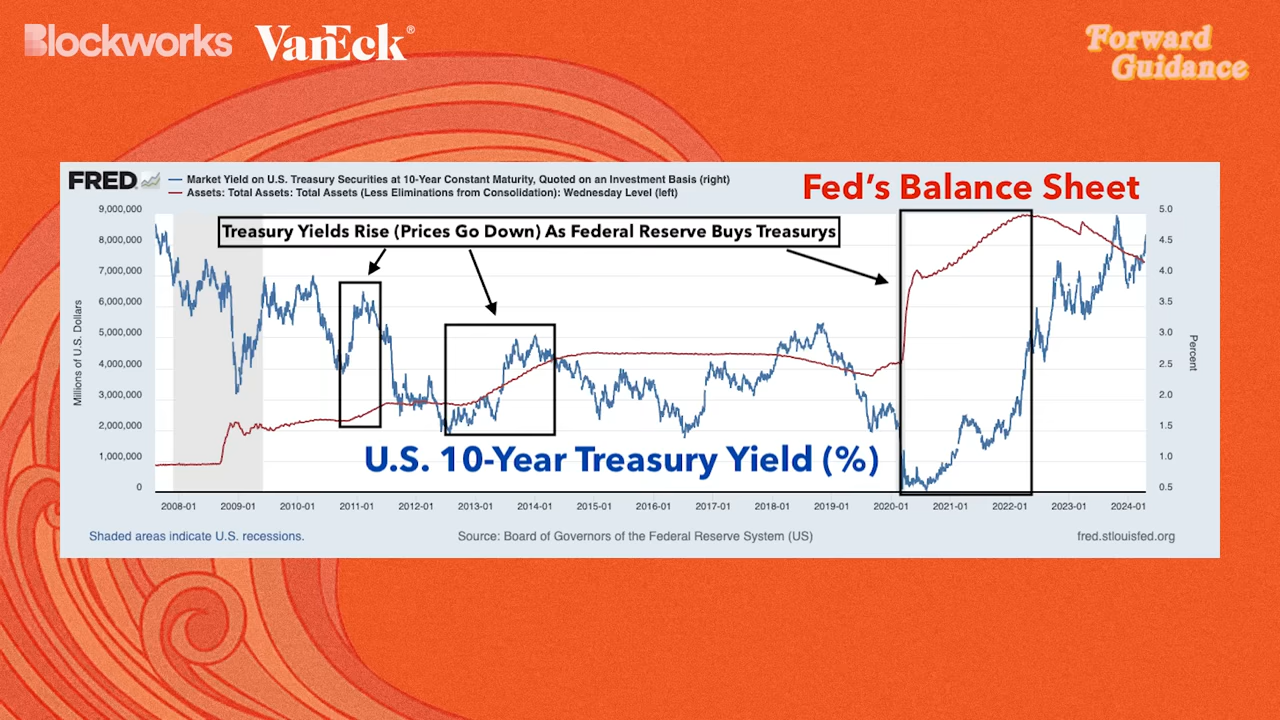 Blockworks VanEck®
Forward
Guidance
FRED
Market Yield on U.S. Treasury Securities at 10-Year Constant Maturity, Quoted on an Investment Basis (right)
Assets: Total Assets: Total Assets (Less Eliminations from Consolidation): Wednesday Level (left)
Fed's Balance Sheet
Treasury Yields Rise (Prices Go Down) As Federal Reserve Buys Treasurys
9,000,000
8,000,000
7,000,000
6,000,000
5,000,000
4,000,000
3,000,000
2,000,000
1,000,000
0
Millions of U.S. Dollars
5.0
4.5
4.0
3.5
3.0
2.5
2.0
1.5
1.0
0.5
Percent
U.S. 10-Year Treasury Yield (%)
2008-01 2009-01 2010-01 2011-01 2012-01 2013-01 2014-01 2015-01 2016-01 2017-01 2018-01 2019-01 2020-01 2021-01 2022-01 2023-01 2024-01
Shaded areas indicate U.S. recessions.
Source: Board of Governors of the Federal Reserve System (US)
fred.stlouisfed.org